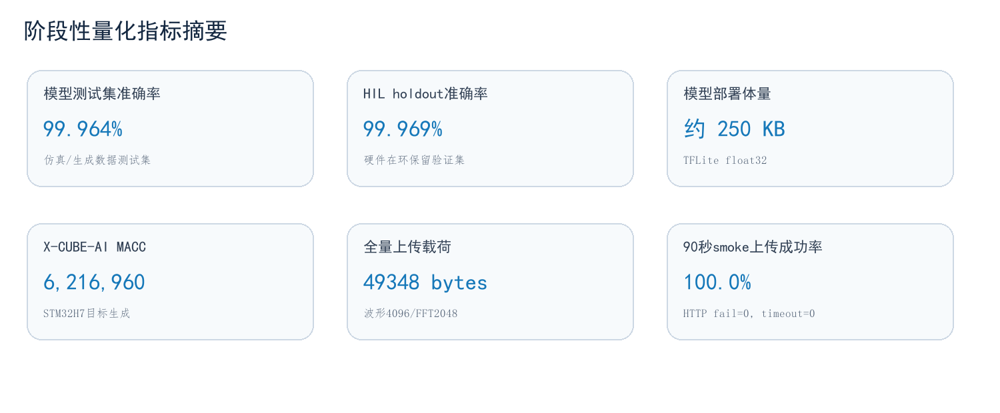 阶段性量化指标摘要
模型测试集准确率
99.964%
仿真/生成数据测试集
HIL holdout准确率
99.969%
硬件在环保留验证集
模型部署体量
约 250 KB
TFLite float32
X-CUBE-AI MACC
6,216,960
STM32H7目标生成
全量上传载荷
49348 bytes
波形4096/FFT2048
90秒smoke上传成功率
100.0%
HTTP fail=0, timeout=0